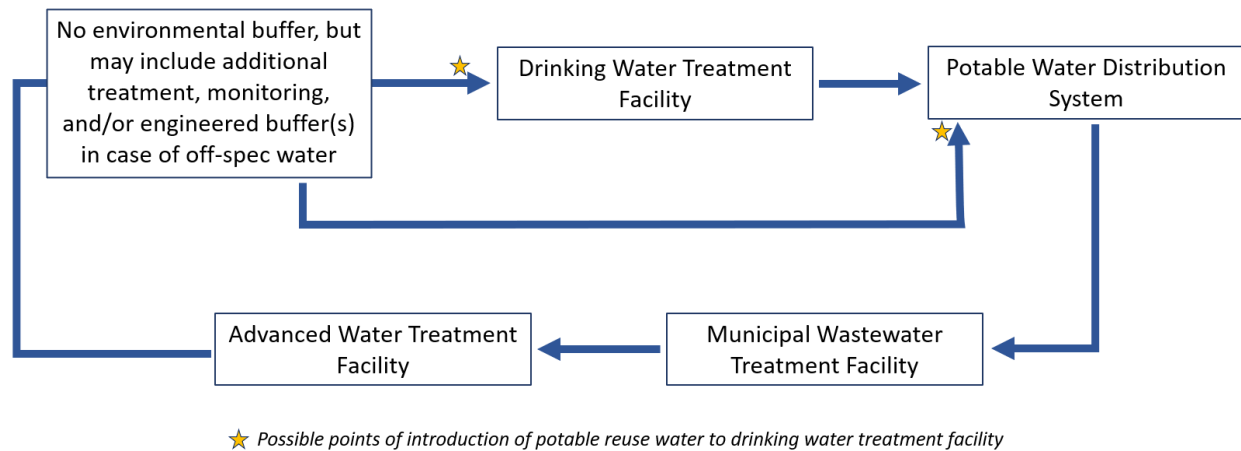 No environmental buffer, but
may include additional
treatment, monitoring,
and/or engineered buffer(s)
in case of off-spec water
Drinking Water Treatment
Facility
Potable Water Distribution
System
Advanced Water Treatment
Facility
Municipal Wastewater
Treatment Facility
Possible points of introduction of potable reuse water to drinking water treatment facility